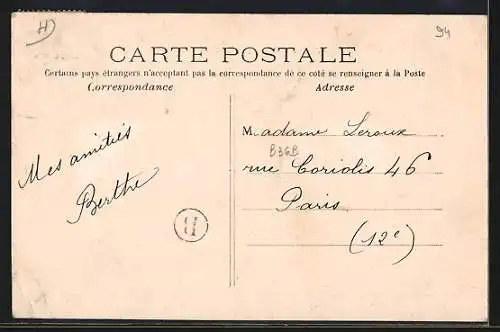 H
94
CARTE POSTALE
Certains pays étrangers n'acceptant pas la correspondance de ce coté se renseigner à la Poste
Correspondance
Adresse
Mes amitiés
Berthe
H
Madame Leroux
B36B
rue Coriolis 46
Paris
(12e)